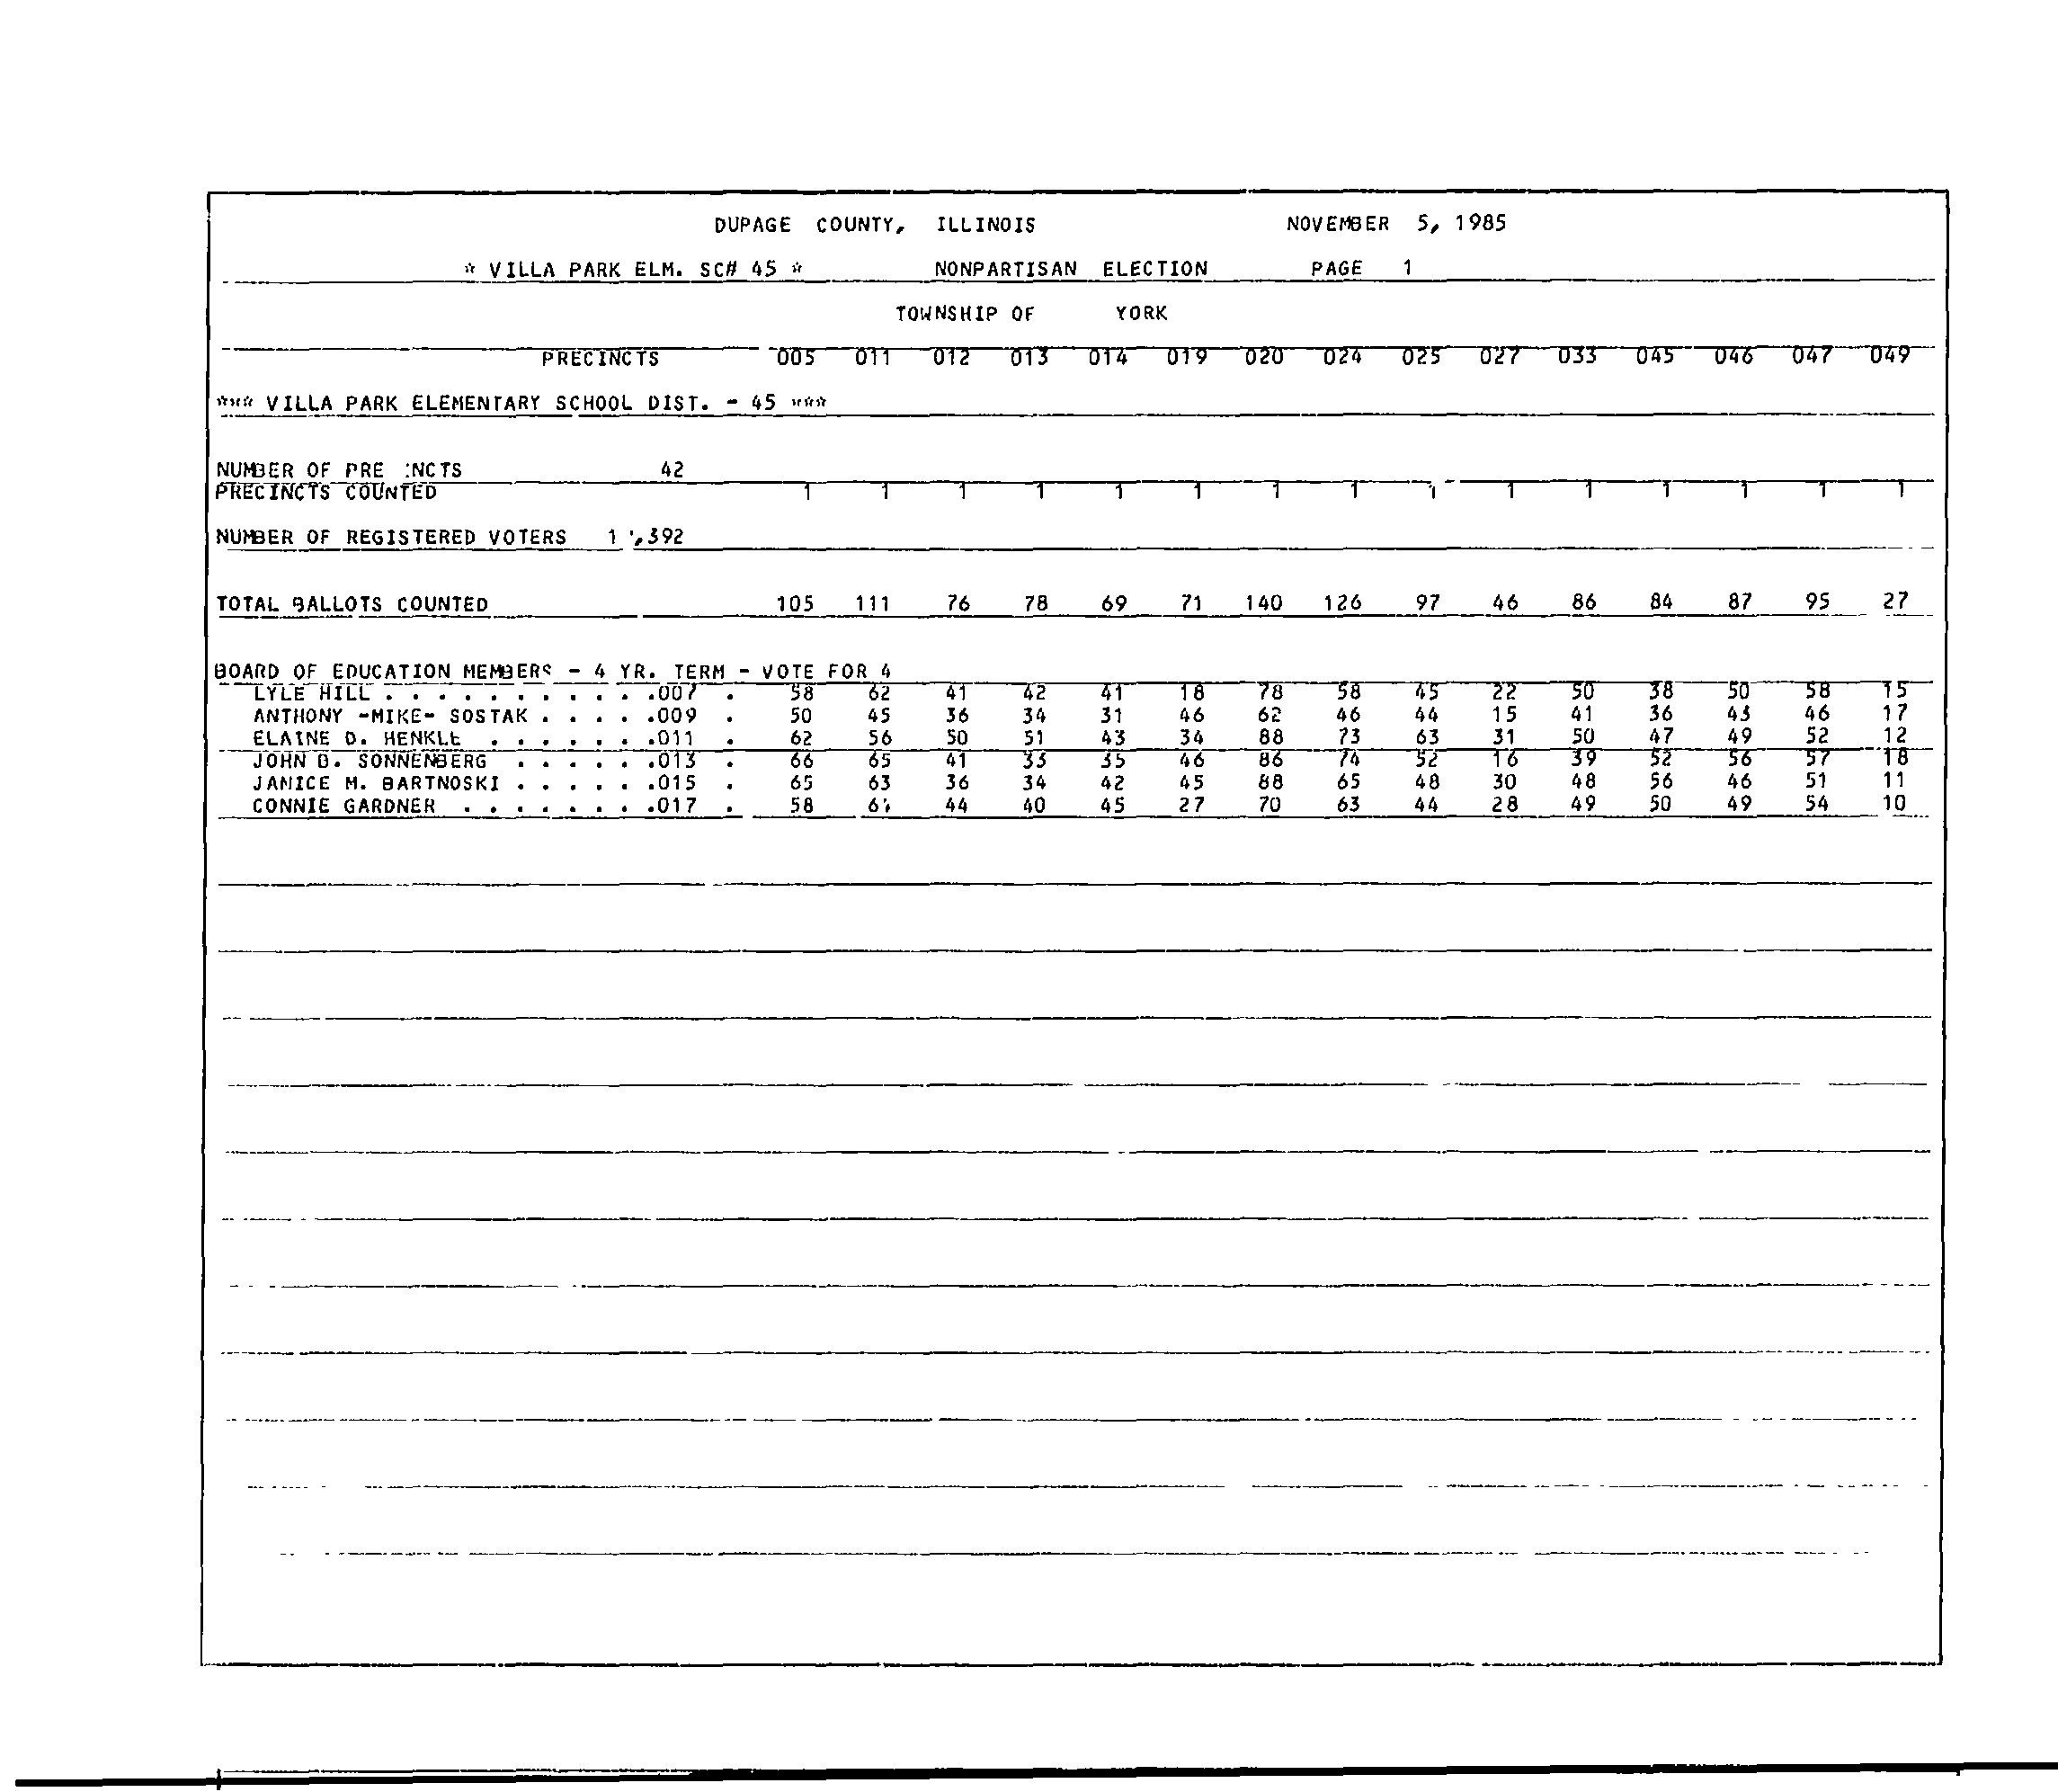 DUPAGE COUNTY, ILLINOIS NOVEMBER 5, 1985
* VILLA PARK ELM. SC# 45 * NONPARTISAN ELECTION PAGE 1
TOWNSHIP OF YORK
PRECINCTS 005 011 012 013 014 019 020 024 025 027 033 045 046 047 049
*** VILLA PARK ELEMENTARY SCHOOL DIST. - 45 ***
NUMBER OF PRE NCTS 42
PRECINCTS COUNTED 1 1 1 1 1 1 1 1 1 1 1 1 1 1
NUMBER OF REGISTERED VOTERS
TOTAL BALLOTS COUNTED 105 111 76 78 69 71 140 126 97 46 86 84 87 95 27
BOARD OF EDUCATION MEMBERS - 4 YR. TERM - VOTE FOR 4
LYLE HILL . . . . . . . . . . .007 . 58 62 41 42 41 18 78 58 45 22 50 38 50 58 15
ANTHONY -MIKE- SOSTAK . . . . .009 . 50 45 36 34 31 46 62 46 44 15 41 36 43 46 17
ELAINE D. HENKLE . . . . . . .011 . 62 56 50 51 43 34 88 73 63 31 50 47 49 52 12
JOHN D. SONNENBERG . . . . . .013 . 66 65 41 33 35 46 86 74 52 16 39 52 56 57 18
JANICE M. BARTNOSKI . . . . . .015 . 65 63 36 34 42 45 88 65 48 30 48 56 46 51 11
CONNIE GARDNER . . . . . . . .017 . 58 44 40 45 27 70 63 44 28 49 50 49 54 10